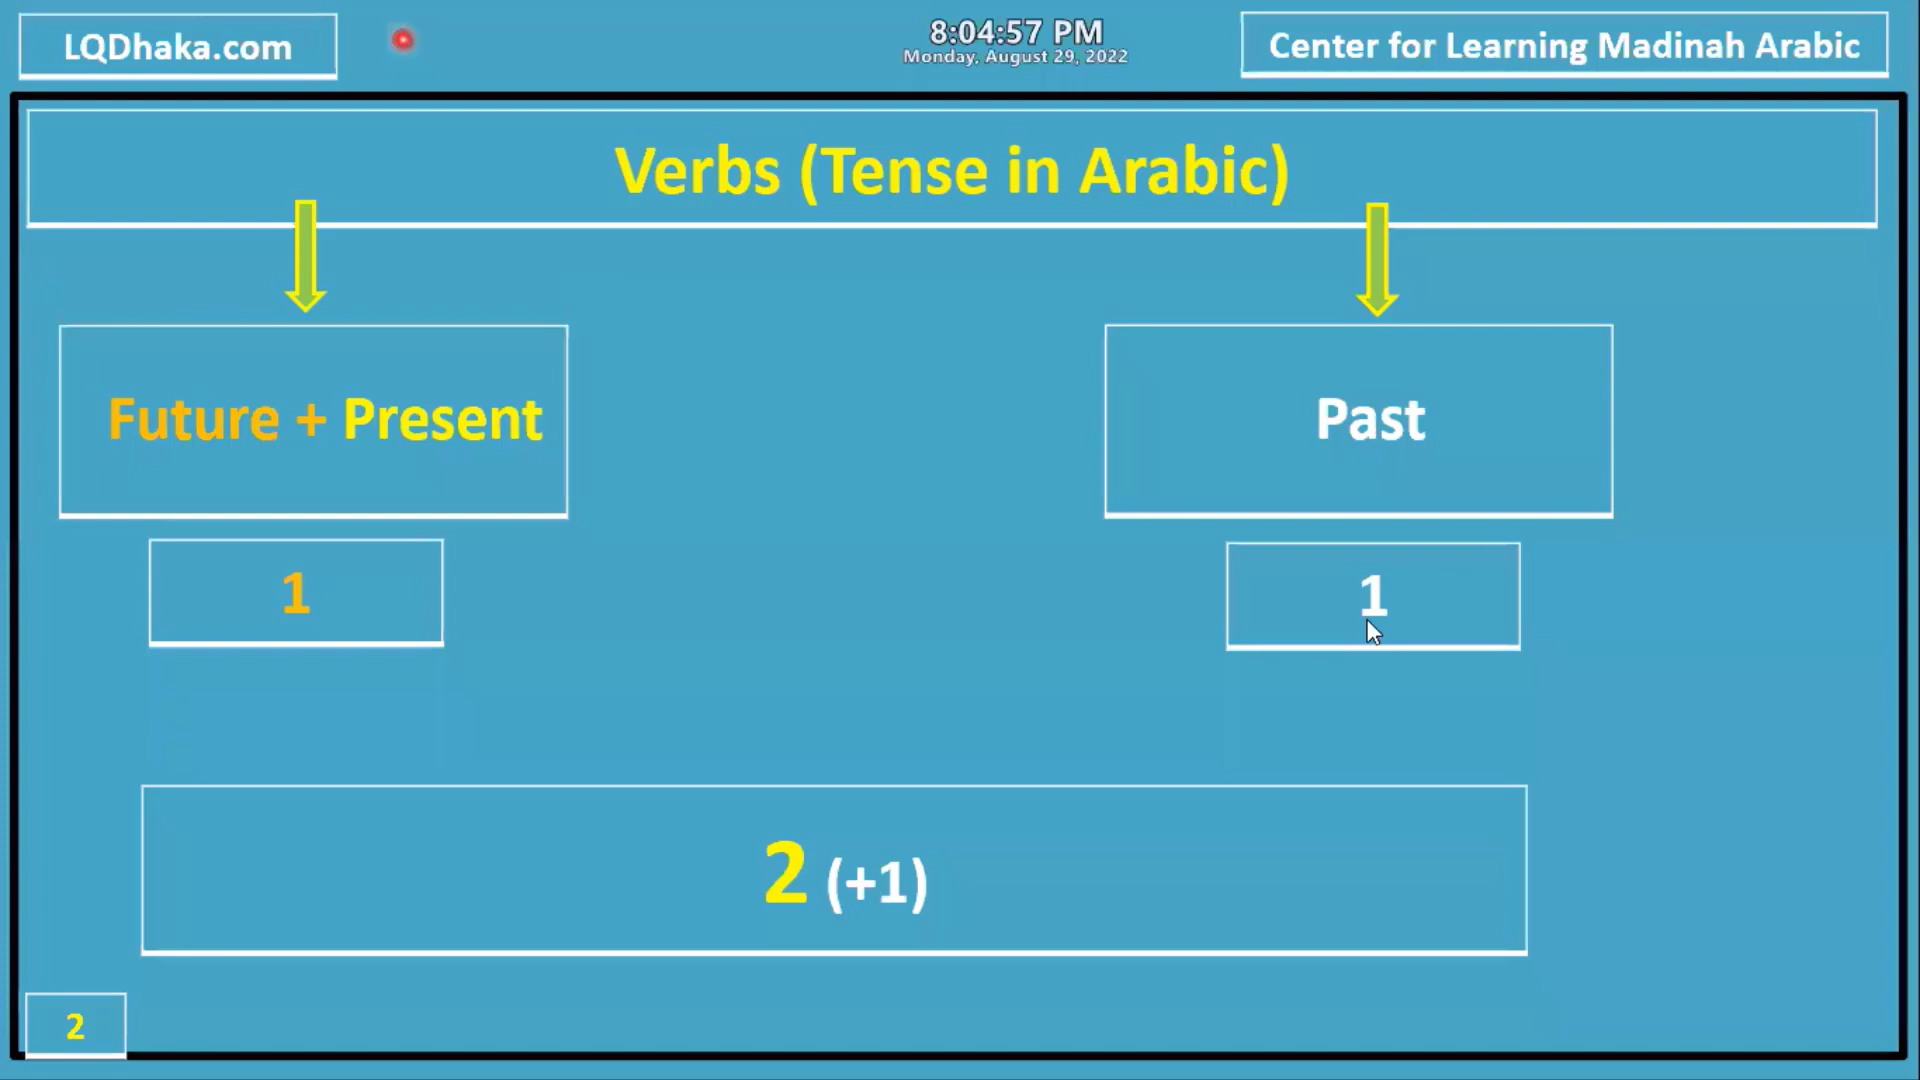 LQDhaka.com
8:04:57 PM
Monday, August 29, 2022
Center for Learning Madinah Arabic
Verbs (Tense in Arabic)
Future + Present
Past
1
1
2 (+1)
2